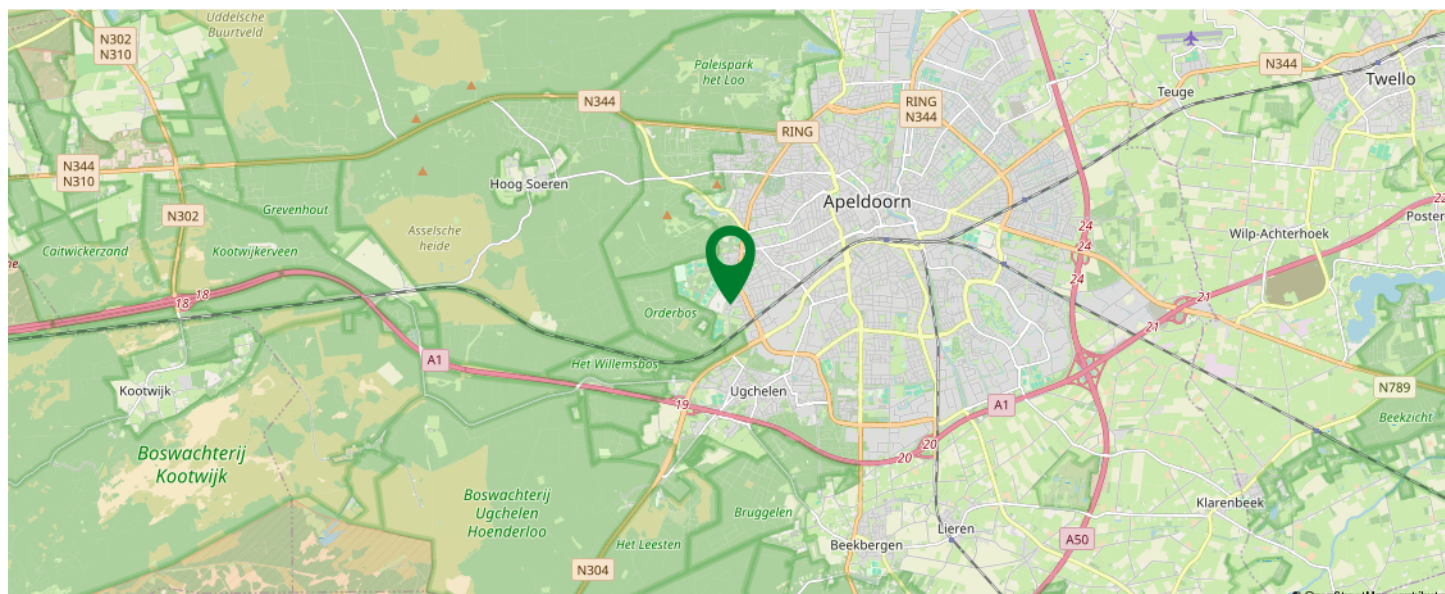 Uddelsche
Buurtveld
N302
N310
Paleispark
het Loo
N344
Twello
N344
RING
N344
Teuge
RING
N344
N310
Hoog Soeren
N302
Grevenhout
Apeldoorn
22
Poster
24
Asselsche
heide
Caitwickerzand
Kootwijkerveen
Wilp-Achterhoek
24
ne
24
18
18
21
Orderbos
21
A1
Het Willemsbos
Kootwijk
Ugchelen
N789
19
A1
Beekzicht
Boswachterij
Kootwijk
20
20
Boswachterij
Ugchelen
Hoenderloo
Klarenbeek
Bruggelen
Lieren
A50
Het Leesten
Beekbergen
N304